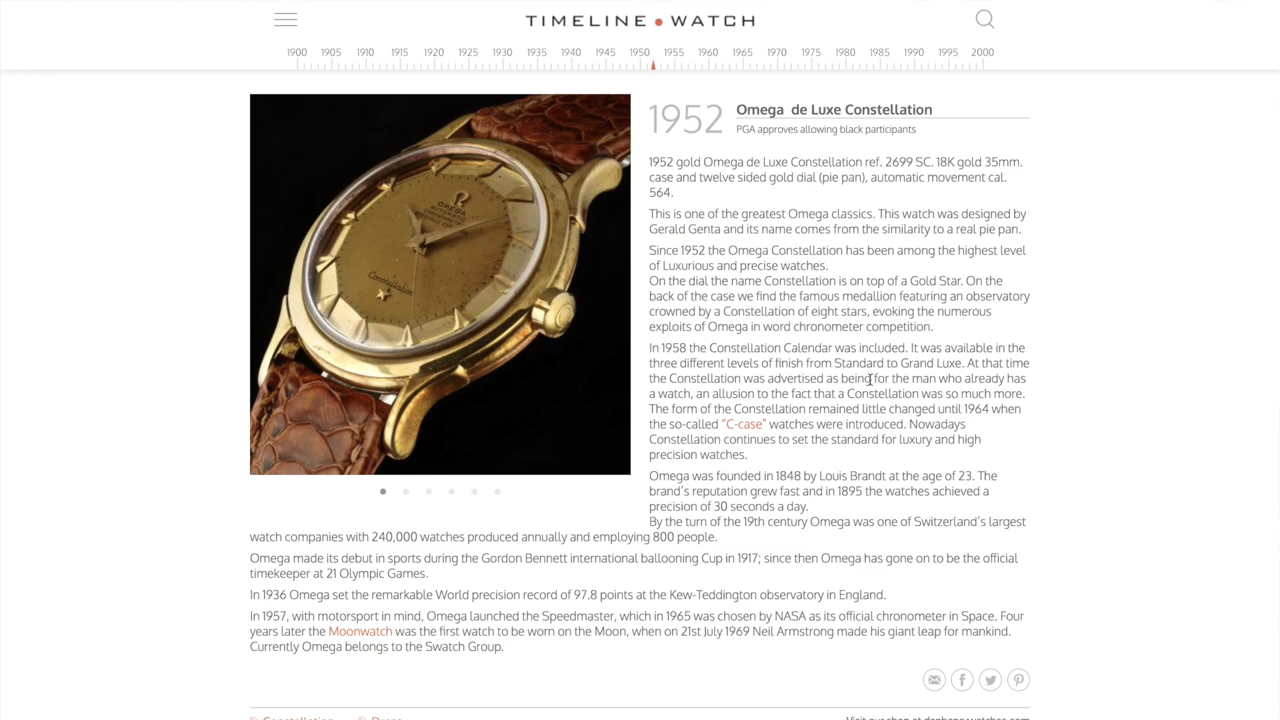 TIMELINE WATCH
1900 1905 1910 1915 1920 1925 1930 1935 1940 1945 1950 1955 1960 1965 1970 1975 1980 1985 1990 1995 2000
1952
Omega de Luxe Constellation
PGA approves allowing black participants
1952 gold Omega de Luxe Constellation ref. 2699 SC. 18K gold 35mm.
case and twelve sided gold dial (pie pan), automatic movement cal.
564.
This is one of the greatest Omega classics. This watch was designed by
Gerald Genta and its name comes from the similarity to a real pie pan.
Since 1952 the Omega Constellation has been among the highest level
of Luxurious and precise watches.
On the dial the name Constellation is on top of a Gold Star. On the
back of the case we find the famous medallion featuring an observatory
crowned by a Constellation of eight stars, evoking the numerous
exploits of Omega in word chronometer competition.
In 1958 the Constellation Calendar was included. It was available in the
three different levels of finish from Standard to Grand Luxe. At that time
the Constellation was advertised as being for the man who already has
a watch, an allusion to the fact that a Constellation was so much more.
The form of the Constellation remained little changed until 1964 when
the so-called "C-case" watches were introduced. Nowadays
Constellation continues to set the standard for luxury and high
precision watches.
Omega was founded in 1848 by Louis Brandt at the age of 23. The
brand's reputation grew fast and in 1895 the watches achieved a
precision of 30 seconds a day.
By the turn of the 19th century Omega was one of Switzerland's largest
watch companies with 240,000 watches produced annually and employing 800 people.
Omega made its debut in sports during the Gordon Bennett international ballooning Cup in 1917; since then Omega has gone on to be the official
timekeeper at 21 Olympic Games.
In 1936 Omega set the remarkable World precision record of 97.8 points at the Kew-Teddington observatory in England.
In 1957, with motorsport in mind, Omega launched the Speedmaster, which in 1965 was chosen by NASA as its official chronometer in Space. Four
years later the Moonwatch was the first watch to be worn on the Moon, when on 21st July 1969 Neil Armstrong made his giant leap for mankind.
Currently Omega belongs to the Swatch Group.
OMEGA
AUTOMATIC
CHRONOMETER
Constellation